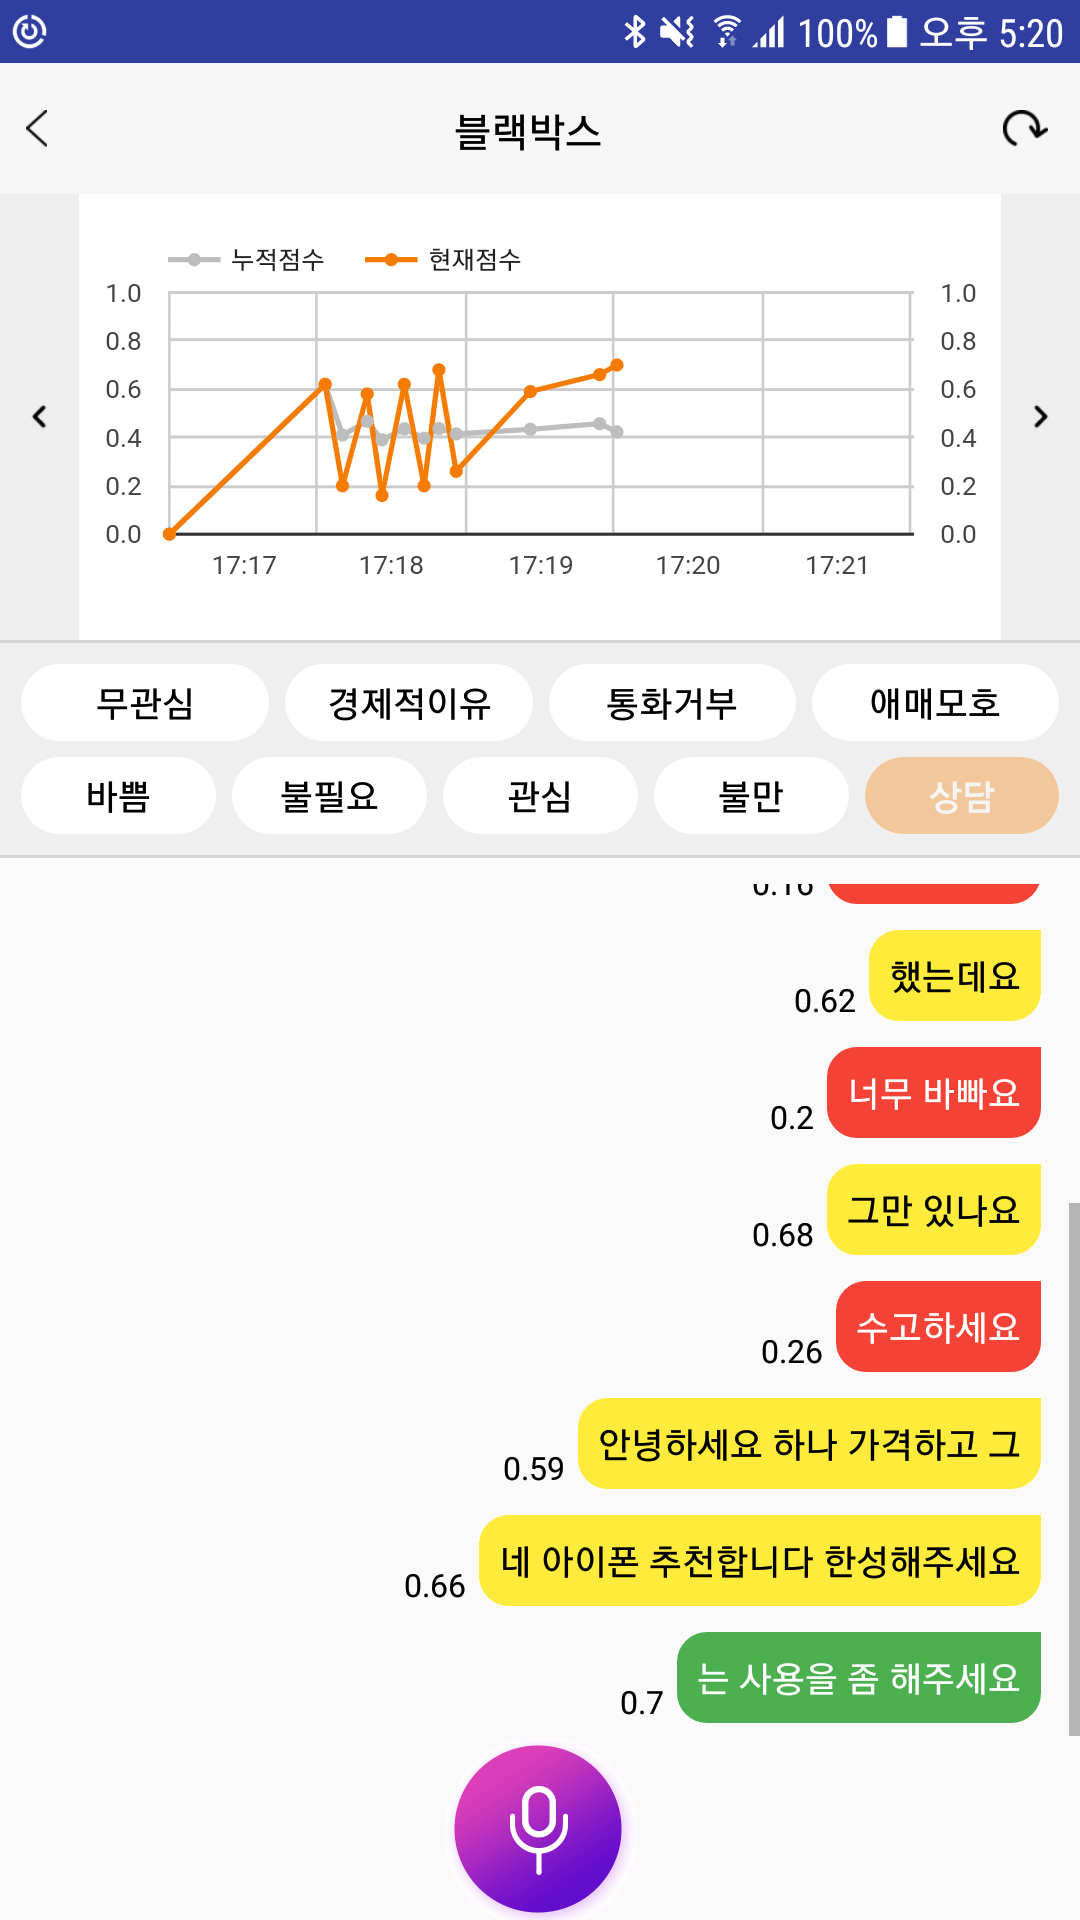 100% 오후 5:20
블랙박스
누적점수 현재점수
1.0 1.0
0.8 0.8
0.6 0.6
0.4 0.4
0.2 0.2
0.0 0.0
17:17 17:18 17:19 17:20 17:21
무관심 경제적이유 통화거부 애매모호
바쁨 불필요 관심 불만 상담
0.16
0.62 했는데요
0.2 너무 바빠요
0.68 그만 있나요
0.26 수고하세요
0.59 안녕하세요 하나 가격하고 그
0.66 네 아이폰 추천합니다 한성해주세요
0.7 는 사용을 좀 해주세요